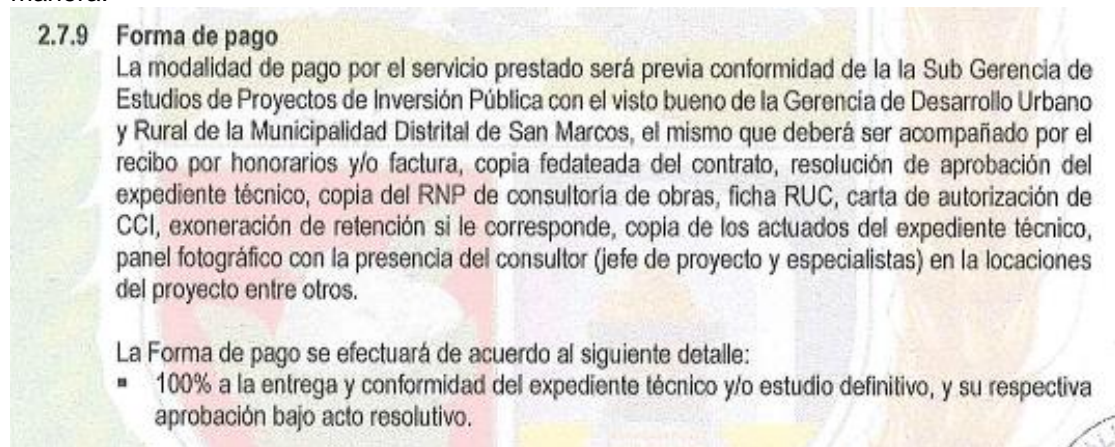 2.7.9 Forma de pago
La modalidad de pago por el servicio prestado será previa conformidad de la la Sub Gerencia de
Estudios de Proyectos de Inversión Pública con el visto bueno de la Gerencia de Desarrollo Urbano
y Rural de la Municipalidad Distrital de San Marcos, el mismo que deberá ser acompañado por el
recibo por honorarios y/o factura, copia fedateada del contrato, resolución de aprobación del
expediente técnico, copia del RNP de consultoría de obras, ficha RUC, carta de autorización de
CCI, exoneración de retención si le corresponde, copia de los actuados del expediente técnico,
panel fotográfico con la presencia del consultor (jefe de proyecto y especialistas) en la locaciones
del proyecto entre otros.
La Forma de pago se efectuará de acuerdo al siguiente detalle:
▪ 100% a la entrega y conformidad del expediente técnico y/o estudio definitivo, y su respectiva
aprobación bajo acto resolutivo.